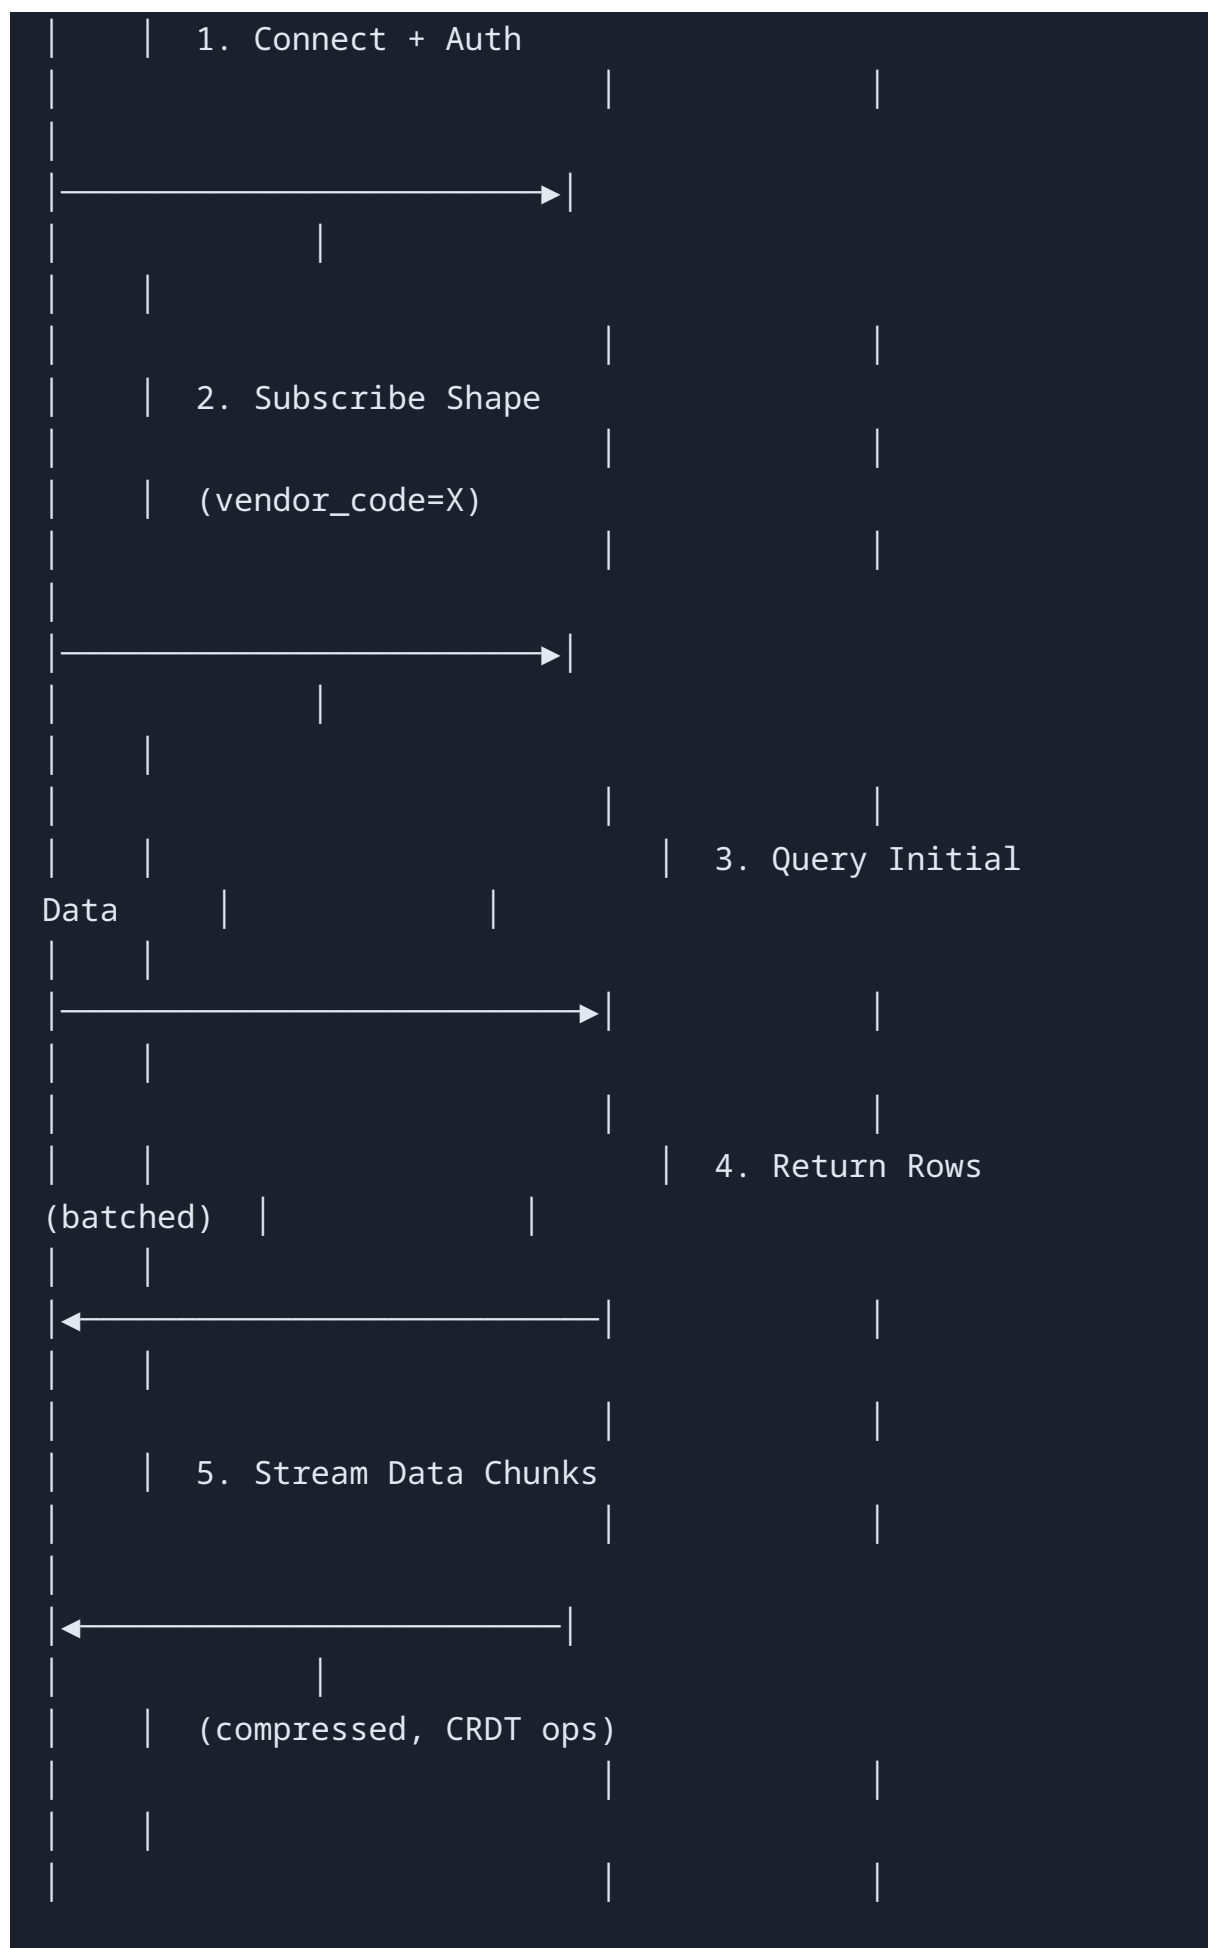 │    │  1. Connect + Auth
│                            │             │
│
│─────────────────────────▶│
│             │
│    │
│                            │             │
│    │  2. Subscribe Shape
│                            │             │
│    │  (vendor_code=X)
│                            │             │
│
│─────────────────────────▶│
│             │
│    │
│                            │             │
│    │                          │  3. Query Initial
Data     │             │
│    │
│───────────────────────────▶│             │
│    │
│                            │             │
│    │                          │  4. Return Rows
(batched)  │             │
│    │
│◀───────────────────────────│             │
│    │
│                            │             │
│    │  5. Stream Data Chunks
│                            │             │
│
│◀─────────────────────────│
│             │
│    │  (compressed, CRDT ops)
│                            │             │
│    │
│                            │             │